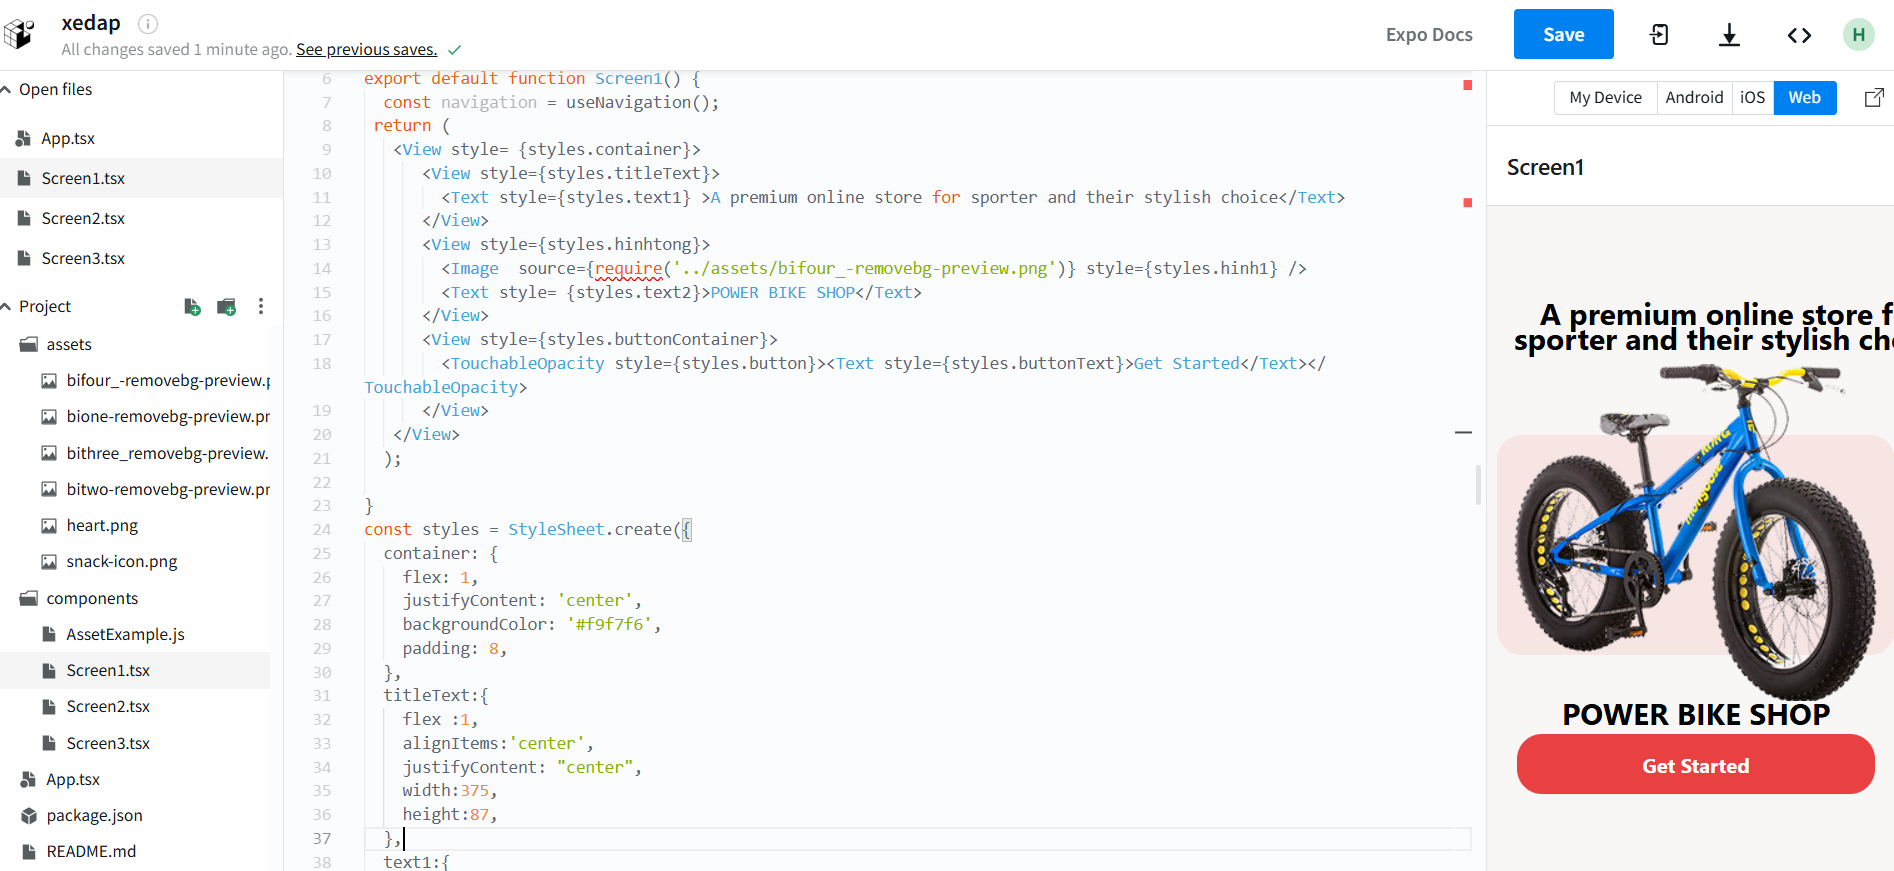 xedap
All changes saved 1 minute ago. See previous saves.
Expo Docs
Save
H
Open files
App.tsx
Screen1.tsx
Screen2.tsx
Screen3.tsx
Project
assets
bifour_-removebg-preview.p
bione-removebg-preview.pr
bithree_removebg-preview.
bitwo-removebg-preview.pr
heart.png
snack-icon.png
components
AssetExample.js
Screen1.tsx
Screen2.tsx
Screen3.tsx
App.tsx
package.json
README.md
6 export default function Screen1() {
7 const navigation = useNavigation();
8 return (
9 <View style= {styles.container}>
10 <View style={styles.titleText}>
11 <Text style={styles.text1} >A premium online store for sporter and their stylish choice</Text>
12 </View>
13 <View style={styles.hinhtong}>
14 <Image  source={require('../assets/bifour_-removebg-preview.png')} style={styles.hinh1} />
15 <Text style= {styles.text2}>POWER BIKE SHOP</Text>
16 </View>
17 <View style={styles.buttonContainer}>
18 <TouchableOpacity style={styles.button}><Text style={styles.buttonText}>Get Started</Text></
TouchableOpacity>
19 </View>
20 </View>
21 );
22
23 }
24 const styles = StyleSheet.create({
25 container: {
26 flex: 1,
27 justifyContent: 'center',
28 backgroundColor: '#f9f7f6',
29 padding: 8,
30 },
31 titleText:{
32 flex :1,
33 alignItems:'center',
34 justifyContent: "center",
35 width:375,
36 height:87,
37 },
38 text1:{
My Device
Android
iOS
Web
Screen1
A premium online store f
sporter and their stylish ch
POWER BIKE SHOP
Get Started